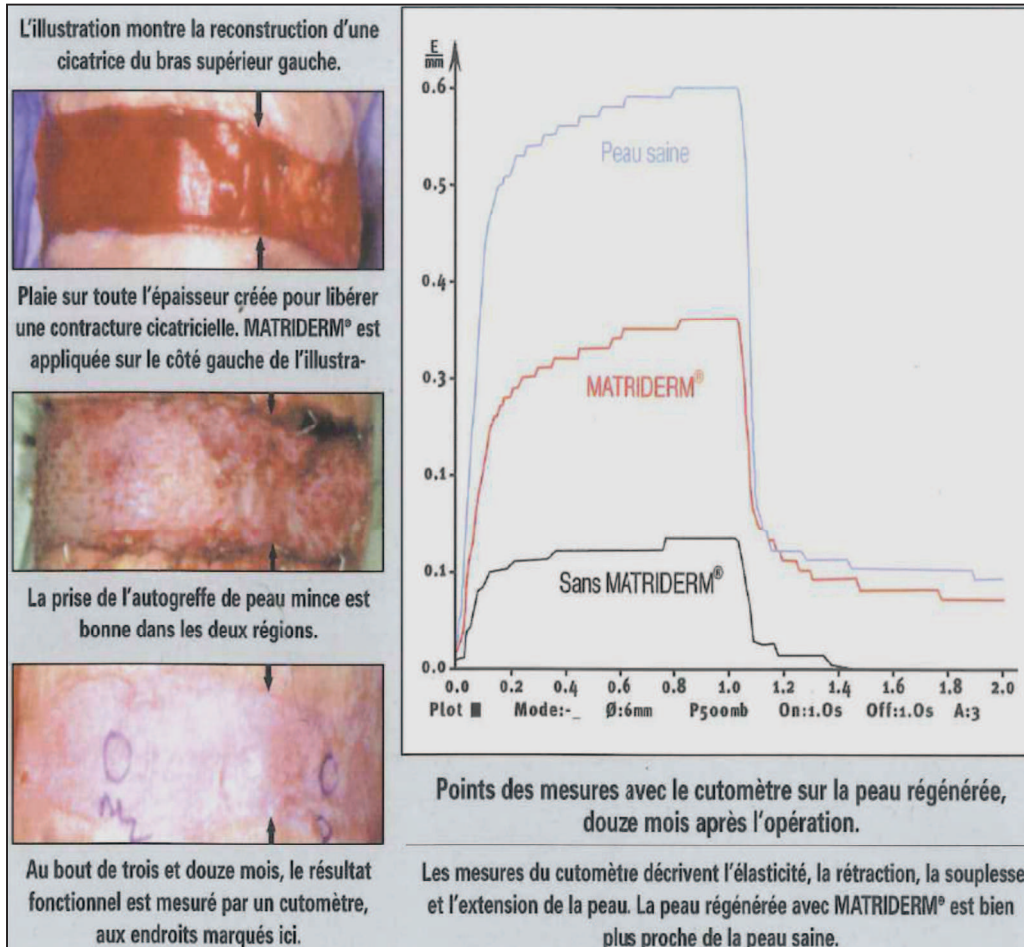 L'illustration montre la reconstruction d'une
cicatrice du bras supérieur gauche.
Plaie sur toute l'épaisseur créée pour libérer
une contracture cicatricielle. MATRIDERM® est
appliquée sur le côté gauche de l'illustra-
La prise de l'autogreffe de peau mince est
bonne dans les deux régions.
Au bout de trois et douze mois, le résultat
fonctionnel est mesuré par un cutomètre,
aux endroits marqués ici.
E
mm
0.6
0.5
0.4
0.3
0.1
0.1
0.0
Peau saine
MATRIDERM®
Sans MATRIDERM®
0.0 0.2 0.4 0.6 0.8 1.0 1.2 1.4 1.6 1.8 2.0
Plot ■ Mode:-_ Ø:6mm P500mb On:1.0s Off:1.0s A:3
Points des mesures avec le cutomètre sur la peau régénérée,
douze mois après l'opération.
Les mesures du cutomètre décrivent l'élasticité, la rétraction, la souplesse
et l'extension de la peau. La peau régénérée avec MATRIDERM® est bien
plus proche de la peau saine.